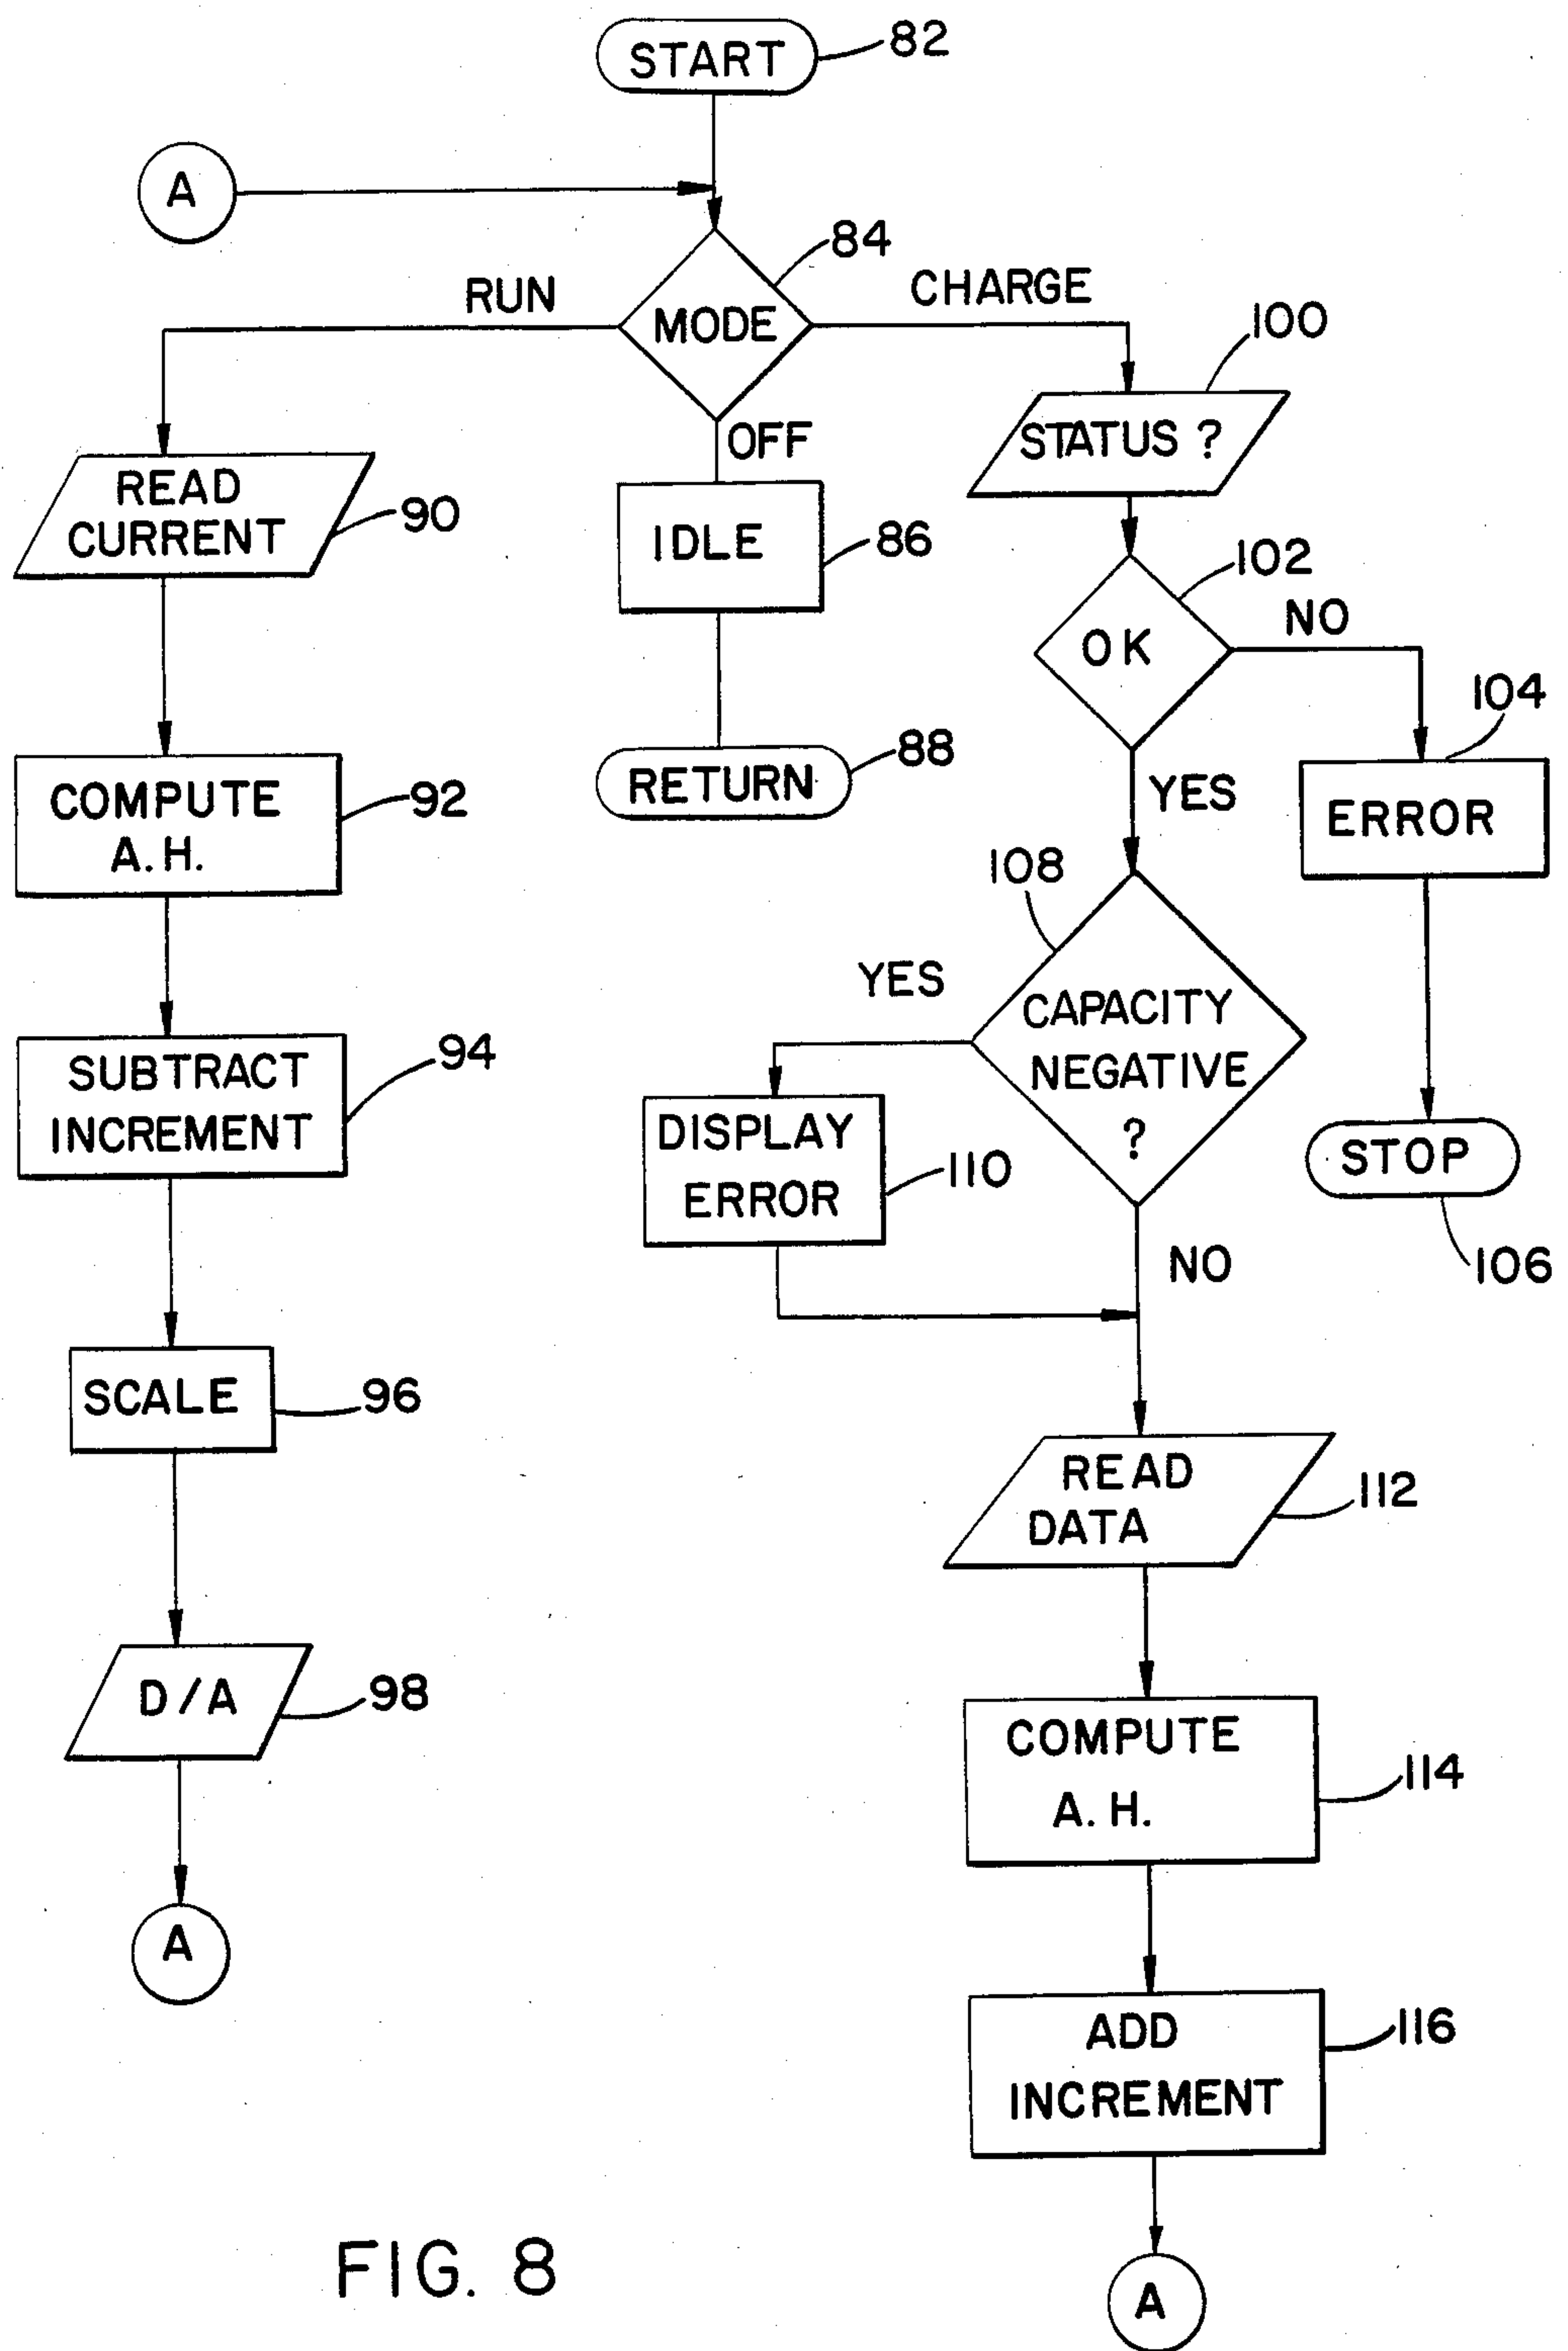 START
82
A
84
RUN
MODE
CHARGE
100
OFF
STATUS ?
READ
CURRENT
90
IDLE
86
102
OK
NO
104
RETURN
88
COMPUTE
A. H.
92
YES
ERROR
108
YES
CAPACITY
NEGATIVE
?
SUBTRACT
INCREMENT
94
DISPLAY
ERROR
110
STOP
106
NO
SCALE
96
READ
DATA
112
D/A
98
COMPUTE
A. H.
114
A
ADD
INCREMENT
116
FIG. 8
A